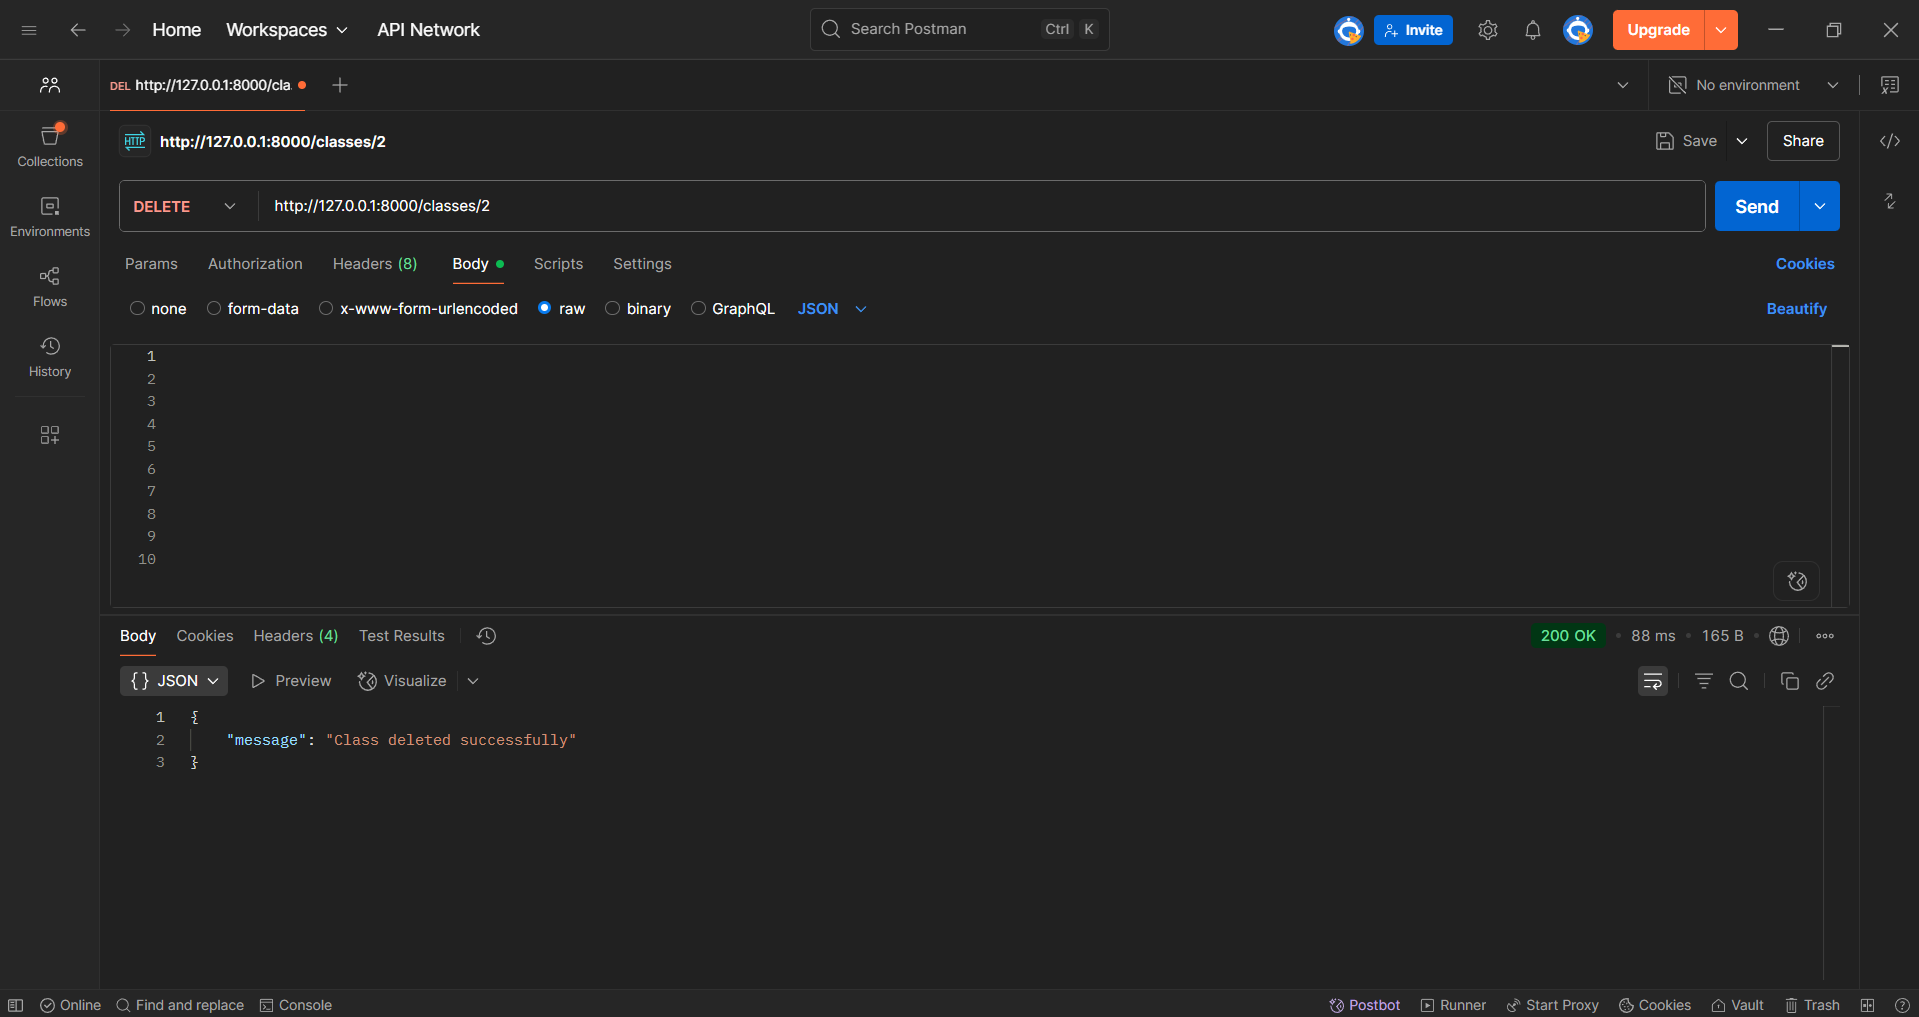 Home Workspaces API Network Search Postman Ctrl K Invite Upgrade
DEL http://127.0.0.1:8000/cla. No environment
http://127.0.0.1:8000/classes/2 Save Share
Collections
DELETE http://127.0.0.1:8000/classes/2 Send
Environments
Params Authorization Headers (8) Body Scripts Settings Cookies
Flows
none form-data x-www-form-urlencoded raw binary GraphQL JSON Beautify
History
1
2
3
4
5
6
7
8
9
10
Body Cookies Headers (4) Test Results 200 OK • 88 ms • 165 B •
{} JSON Preview Visualize
1 {
2 "message": "Class deleted successfully"
3 }
Online Find and replace Console Postbot Runner Start Proxy Cookies Vault Trash